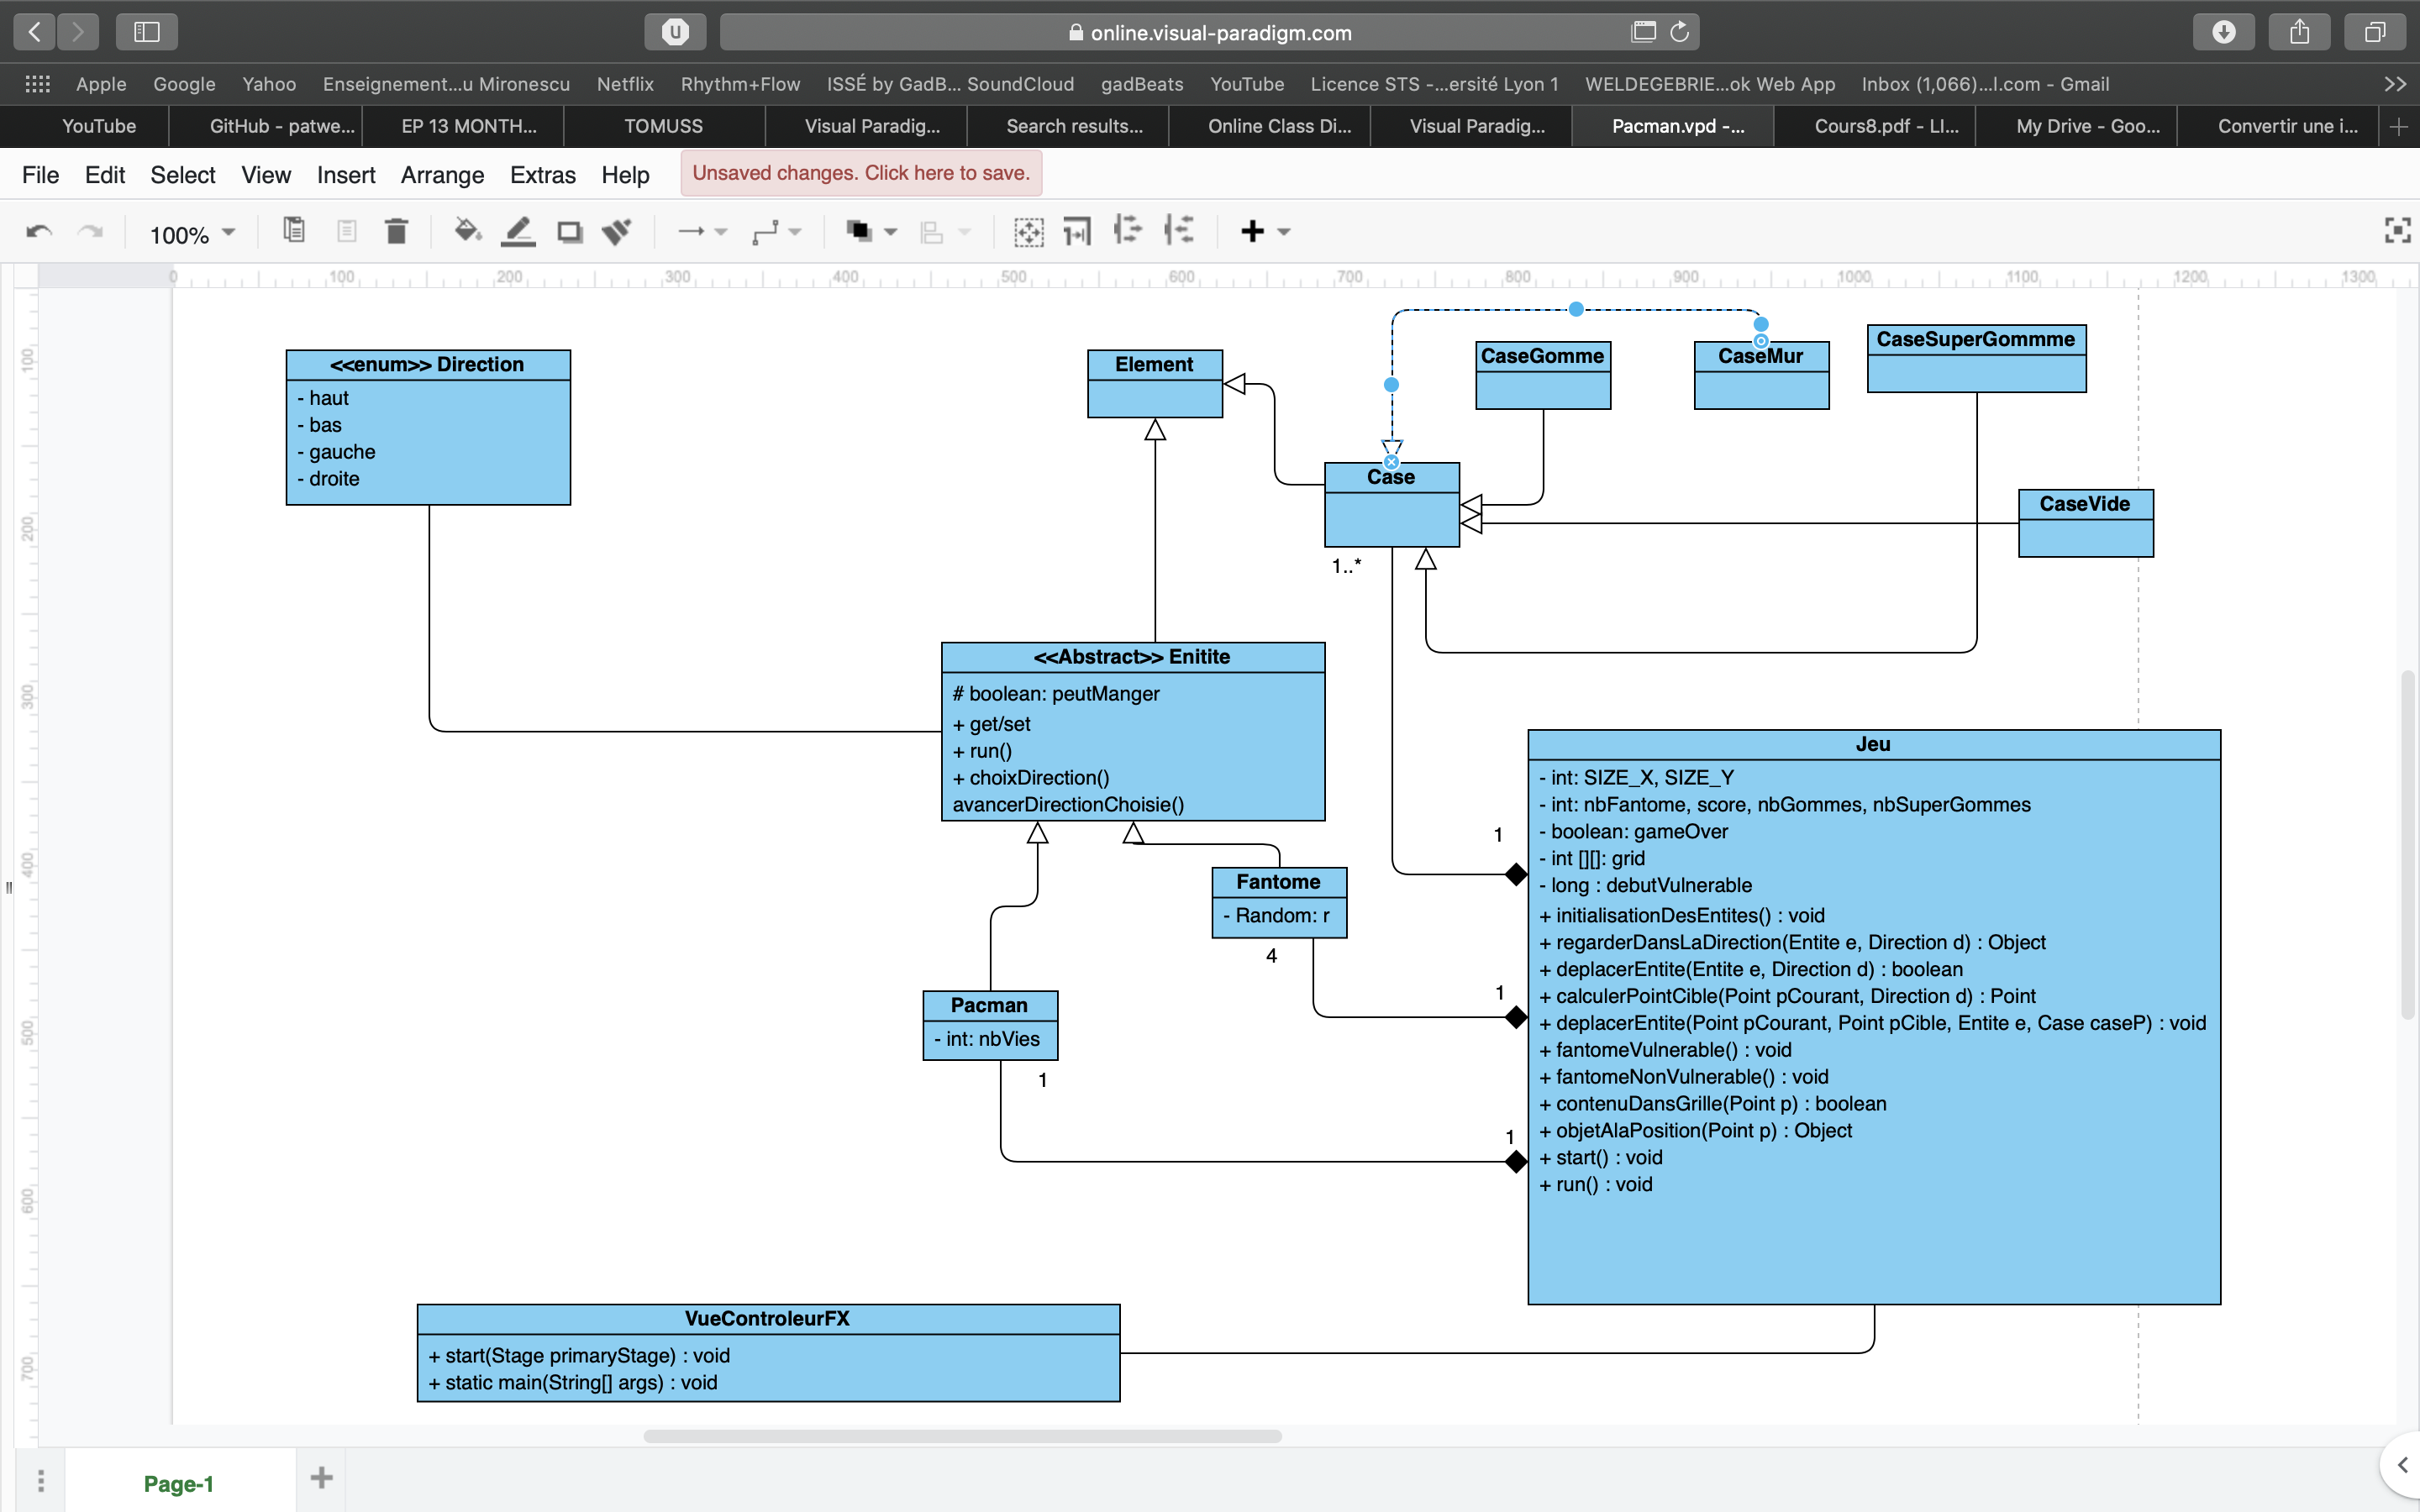 U
online.visual-paradigm.com
Apple Google Yahoo Enseignement...u Mironescu Netflix Rhythm+Flow ISSÉ by GadB... SoundCloud gadBeats YouTube Licence STS -...ersité Lyon 1 WELDEGEBRIE...ok Web App Inbox (1,066)...l.com - Gmail
YouTube GitHub - patwe... EP 13 MONTH... TOMUSS Visual Paradig... Search results... Online Class Di... Visual Paradig... Pacman.vpd -... Cours8.pdf - LI... My Drive - Goo... Convertir une i...
File Edit Select View Insert Arrange Extras Help Unsaved changes. Click here to save.
100%
0 100 200 300 400 500 600 700 800 900 1000 1100 1200 1300
100
200
300
400
500
600
700
<<enum>> Direction
- haut
- bas
- gauche
- droite
Element
CaseGomme
CaseMur
CaseSuperGommme
Case
1..*
CaseVide
<<Abstract>> Enitite
# boolean: peutManger
+ get/set
+ run()
+ choixDirection()
avancerDirectionChoisie()
Fantome
- Random: r
4
Pacman
- int: nbVies
1
1
1
1
Jeu
- int: SIZE_X, SIZE_Y
- int: nbFantome, score, nbGommes, nbSuperGommes
- boolean: gameOver
- int [][]: grid
- long : debutVulnerable
+ initialisationDesEntites() : void
+ regarderDansLaDirection(Entite e, Direction d) : Object
+ deplacerEntite(Entite e, Direction d) : boolean
+ calculerPointCible(Point pCourant, Direction d) : Point
+ deplacerEntite(Point pCourant, Point pCible, Entite e, Case caseP) : void
+ fantomeVulnerable() : void
+ fantomeNonVulnerable() : void
+ contenuDansGrille(Point p) : boolean
+ objetAlaPosition(Point p) : Object
+ start() : void
+ run() : void
VueControleurFX
+ start(Stage primaryStage) : void
+ static main(String[] args) : void
Page-1